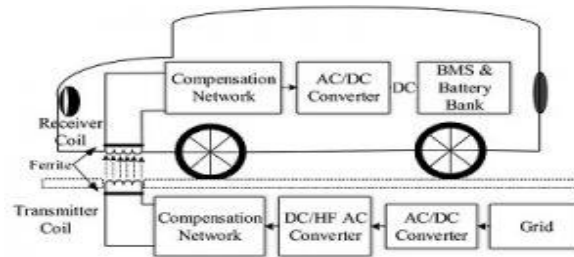 Compensation
Network
AC/DC
Converter
DC
BMS &
Battery
Bank
Receiver
Coil
Ferrite
Transmitter
Coil
Compensation
Network
DC/HF AC
Converter
AC/DC
Converter
Grid